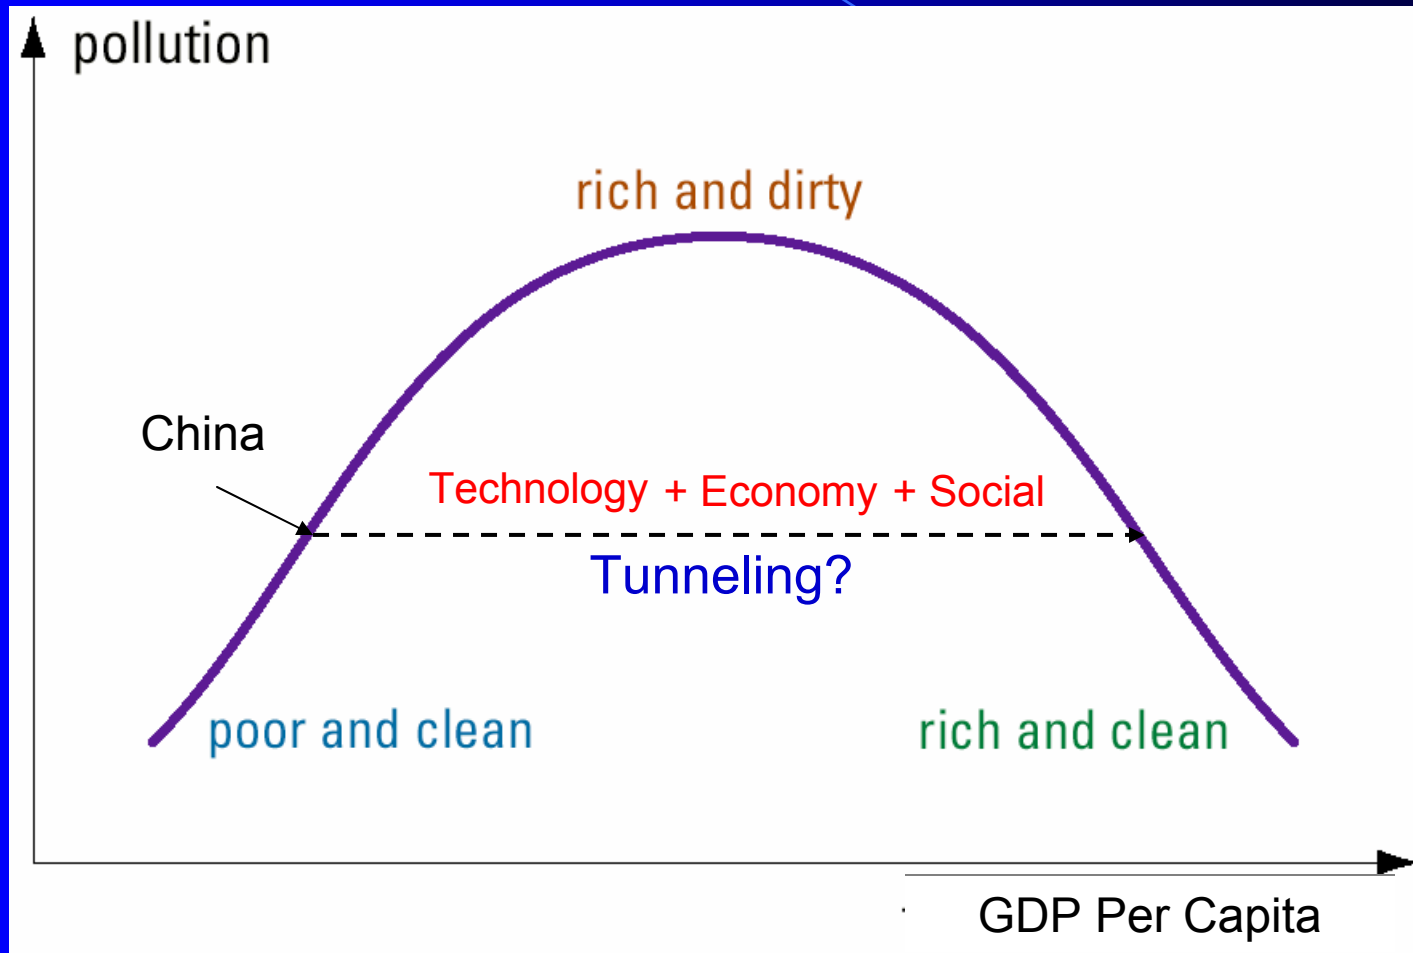 pollution
rich and dirty
China
Technology + Economy + Social
Tunneling?
poor and clean
rich and clean
GDP Per Capita